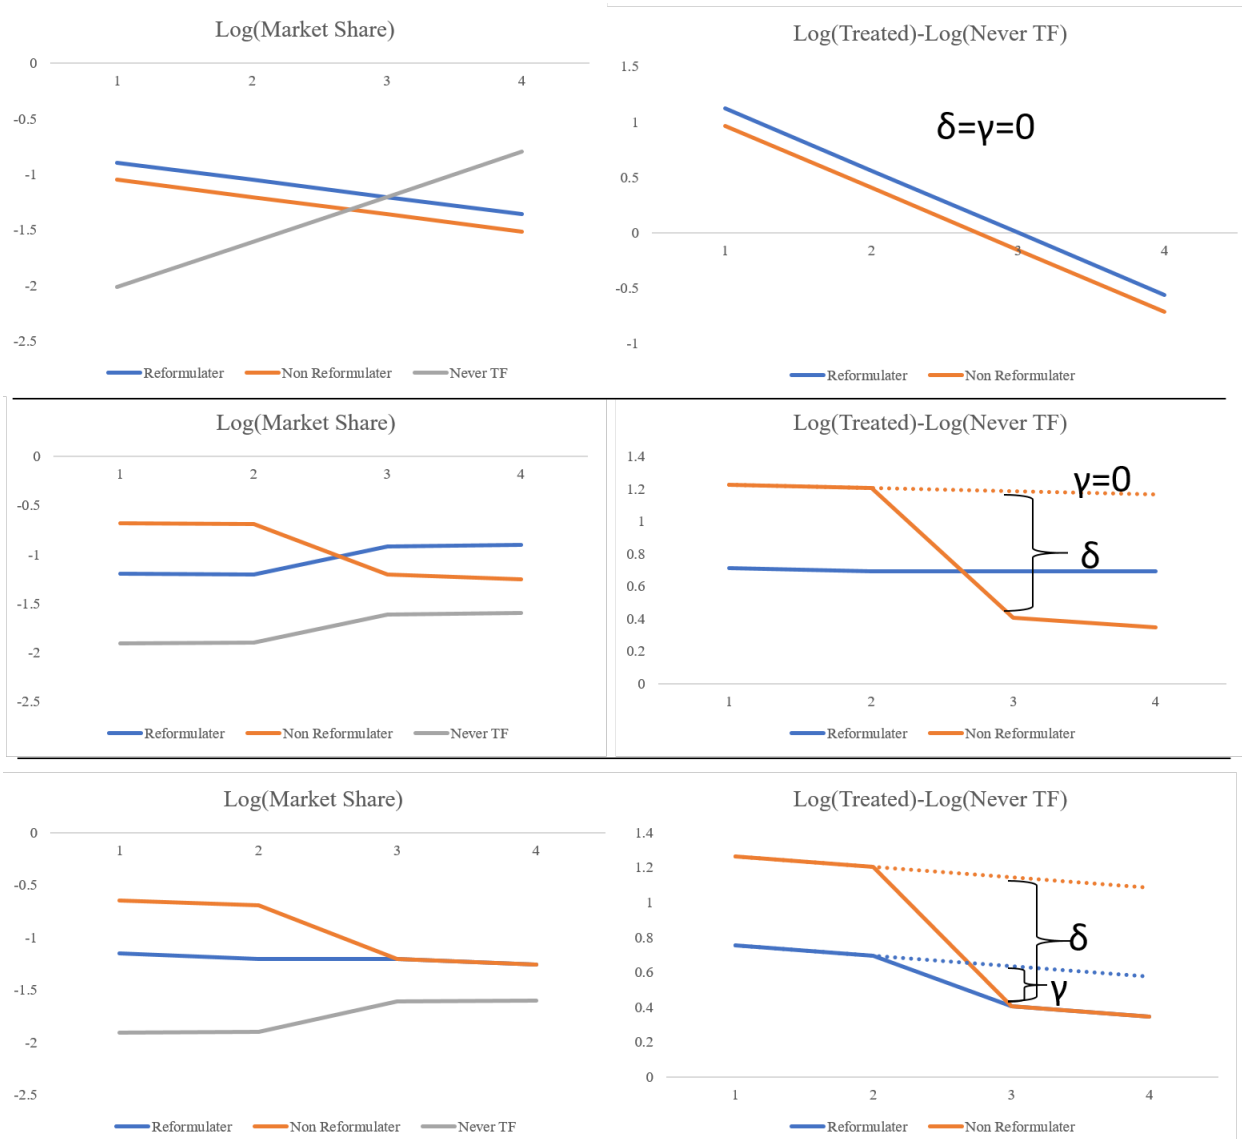 Log(Market Share)
0
1 2 3 4
-0.5
-1
-1.5
-2
-2.5
Reformulater Non Reformulater Never TF
Log(Treated)-Log(Never TF)
1.5
δ=γ=0
1
0.5
0
1 2 3 4
-0.5
-1
Reformulater Non Reformulater
Log(Market Share)
0
1 2 3 4
-0.5
-1
-1.5
-2
-2.5
Reformulater Non Reformulater Never TF
Log(Treated)-Log(Never TF)
1.4
γ=0
1.2
1
δ
0.8
0.6
0.4
0.2
0
1 2 3 4
Reformulater Non Reformulater
Log(Market Share)
0
1 2 3 4
-0.5
-1
-1.5
-2
-2.5
Reformulater Non Reformulater Never TF
Log(Treated)-Log(Never TF)
1.4
1.2
1
δ
0.8
0.6
γ
0.4
0.2
0
1 2 3 4
Reformulater Non Reformulater